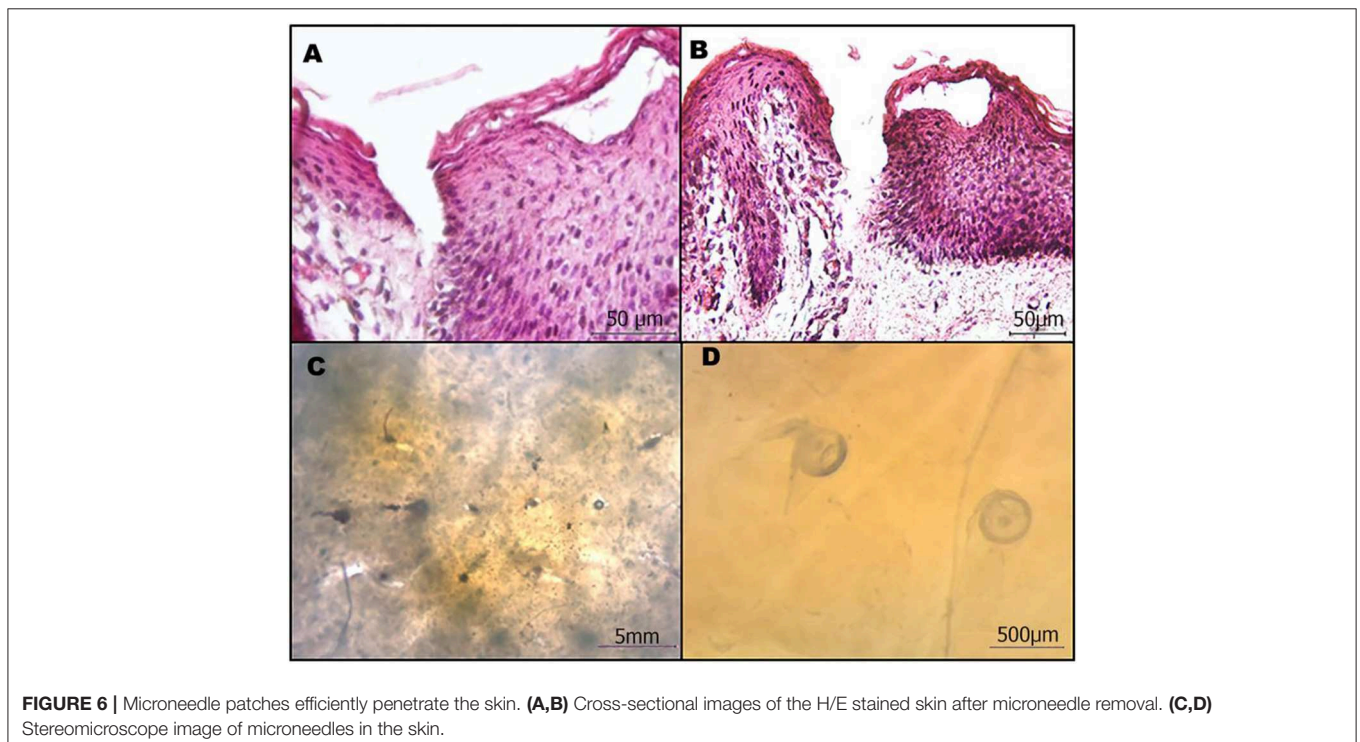 A
B
50 µm
50µm
C
D
5mm
500µm
FIGURE 6 | Microneedle patches efficiently penetrate the skin. (A,B) Cross-sectional images of the H/E stained skin after microneedle removal. (C,D)
Stereomicroscope image of microneedles in the skin.